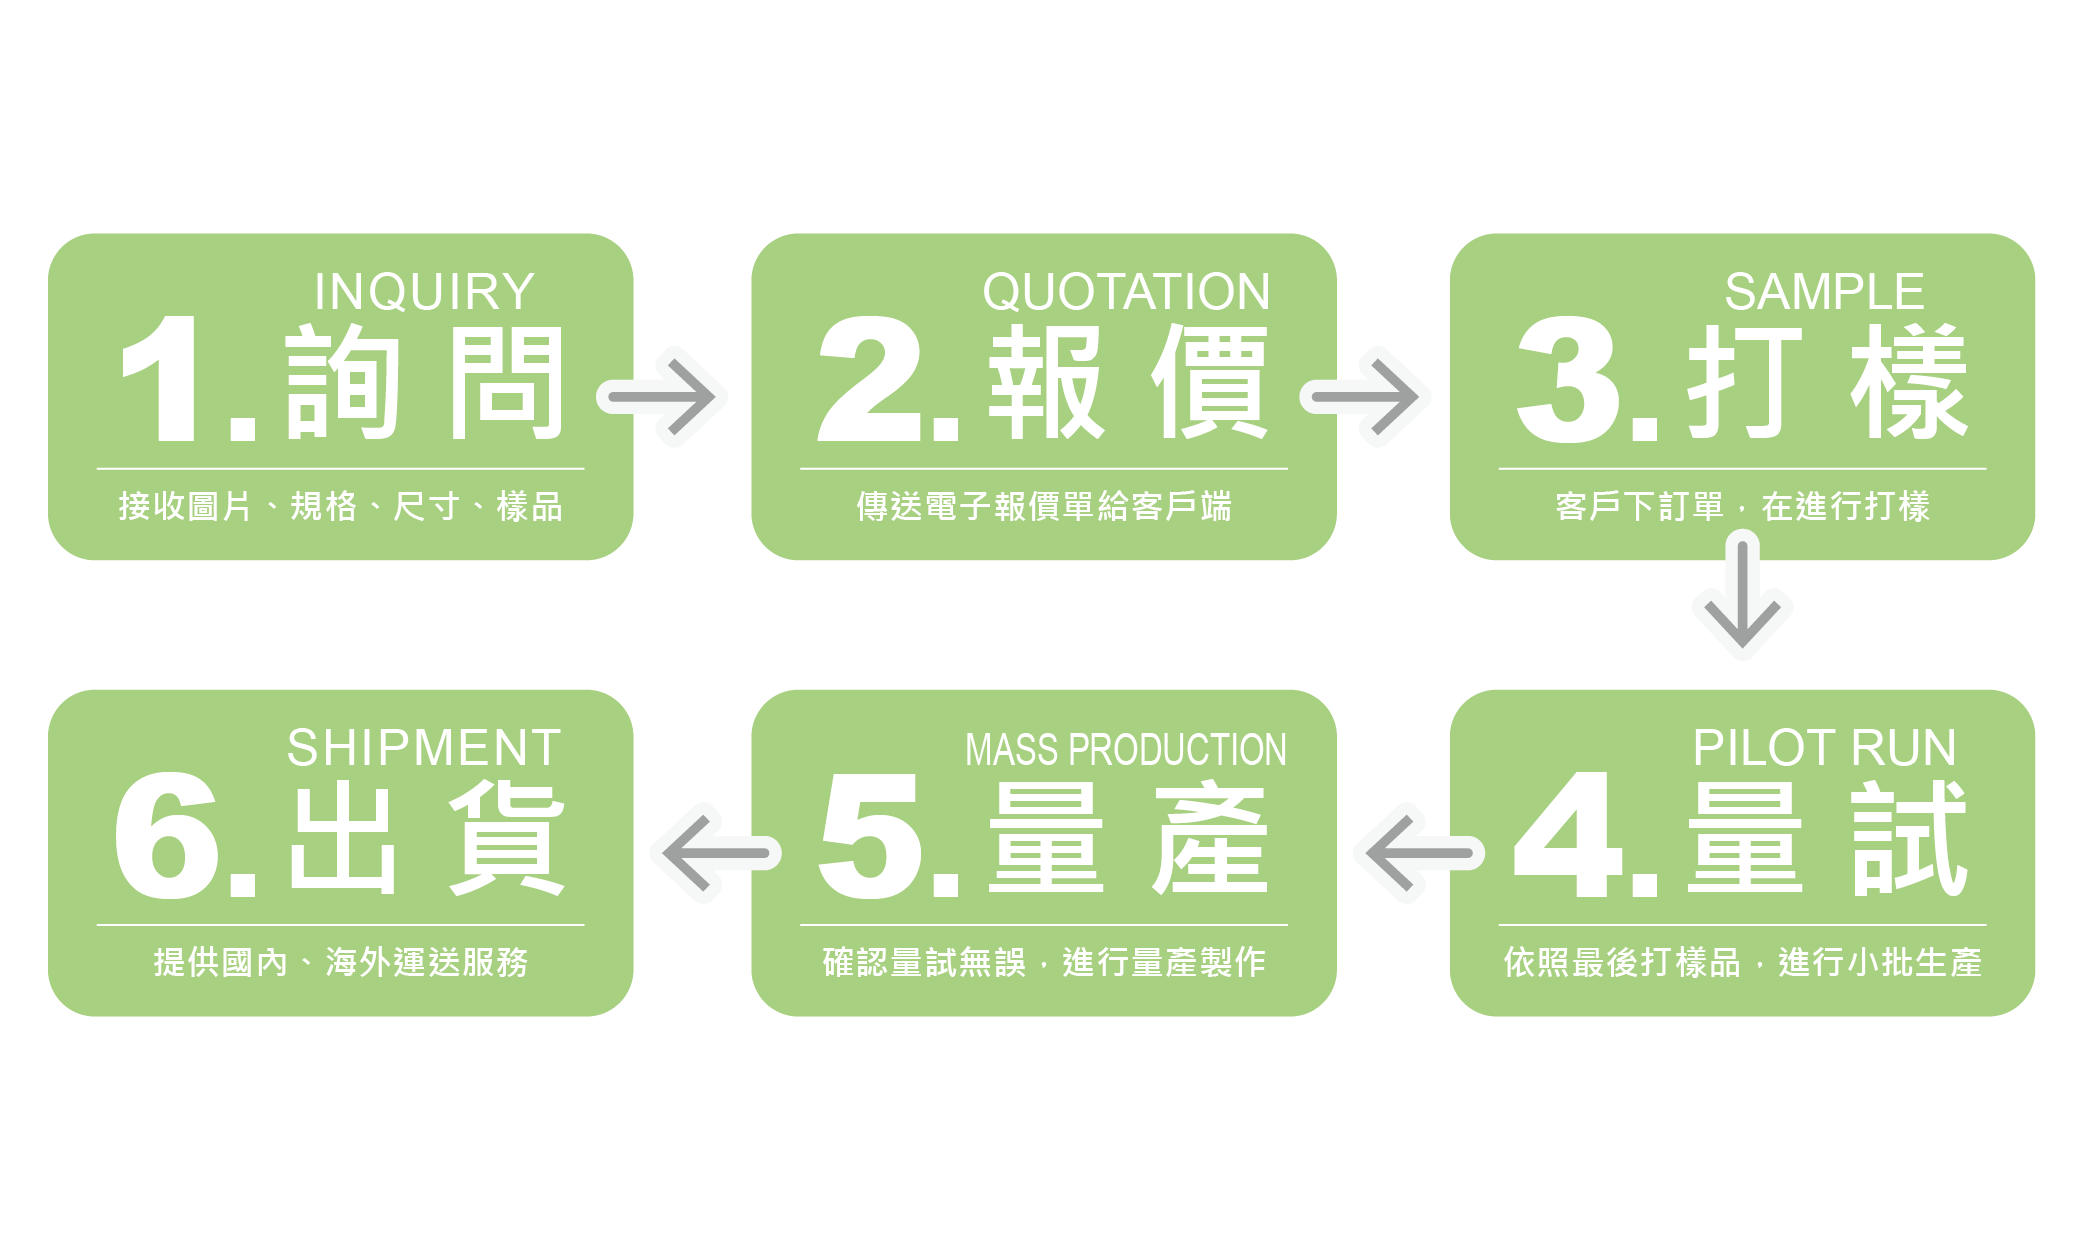 INQUIRY
1.詢問
接收圖片、規格、尺寸、樣品
QUOTATION
2.報價
傳送電子報價單給客戶端
SAMPLE
3.打樣
客戶下訂單，在進行打樣
PILOT RUN
4.量試
依照最後打樣品，進行小批生產
MASS PRODUCTION
5.量產
確認量試無誤，進行量產製作
SHIPMENT
6.出貨
提供國內、海外運送服務